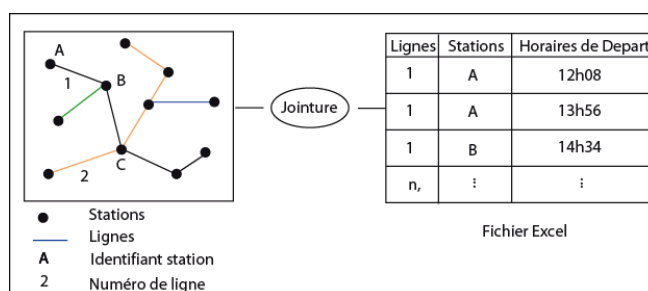 A
1
B
C
2
Stations
Lignes
A Identifiant station
2 Numéro de ligne
Jointure
Lignes Stations Horaires de Depart
1 A 12h08
1 A 13h56
1 B 14h34
n, ⋮ ⋮
Fichier Excel